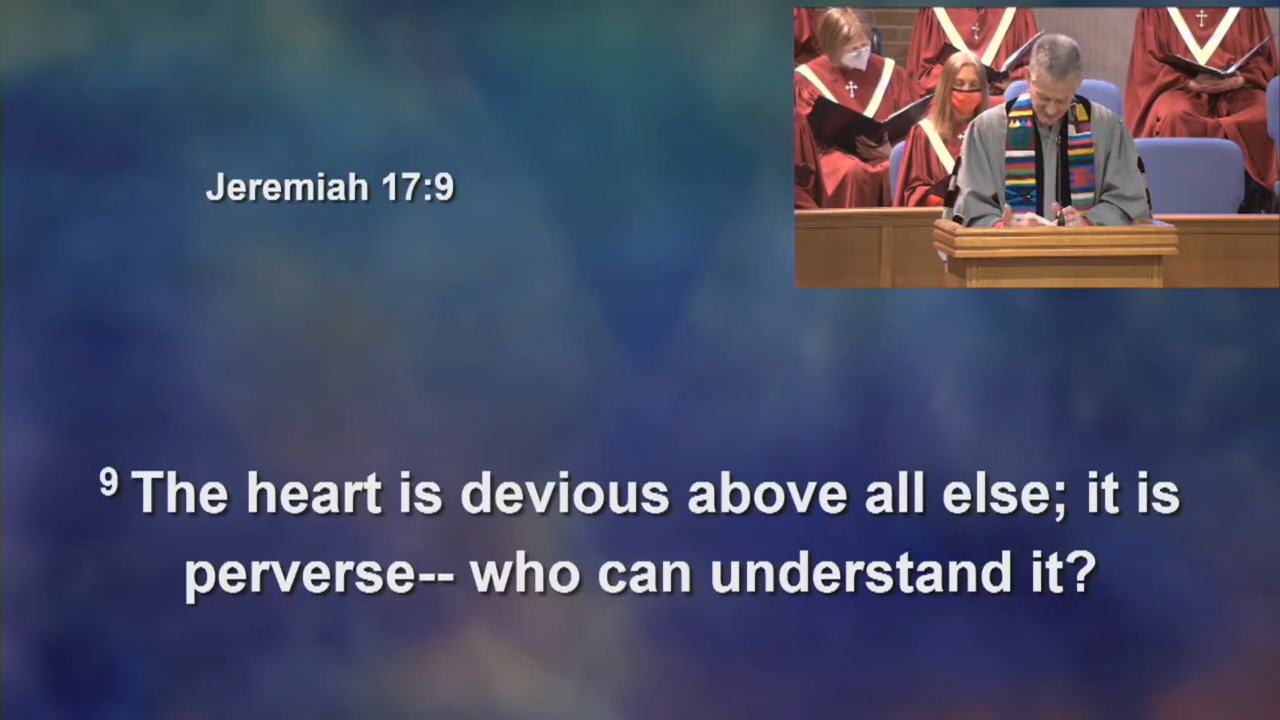 Jeremiah 17:9
9 The heart is devious above all else; it is
perverse-- who can understand it?